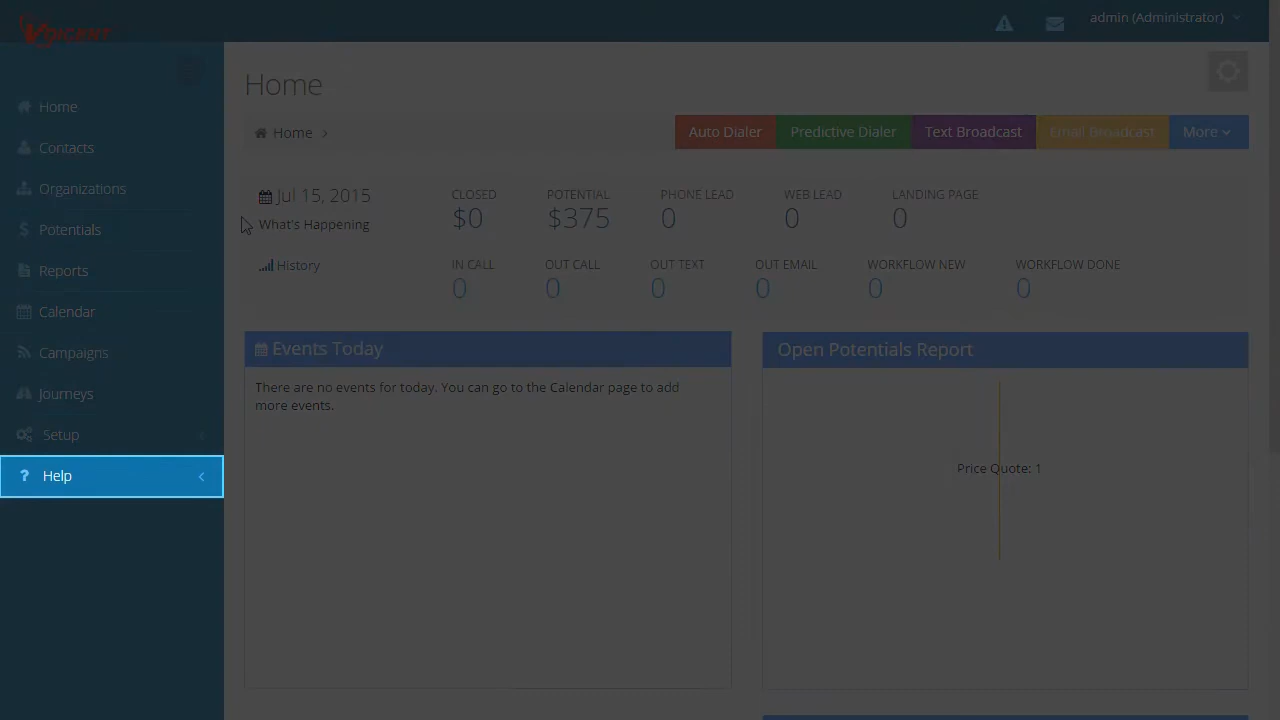 admin (Administrator)
Home
Contacts
Organizations
Potentials
Reports
Calendar
Campaigns
Journeys
Setup
Help
Home
Home
Auto Dialer
Predictive Dialer
Text Broadcast
Email Broadcast
More
Jul 15, 2015
What's Happening
CLOSED
$0
POTENTIAL
$375
PHONE LEAD
0
WEB LEAD
0
LANDING PAGE
0
History
IN CALL
0
OUT CALL
0
OUT TEXT
0
OUT EMAIL
0
WORKFLOW NEW
0
WORKFLOW DONE
0
Events Today
There are no events for today. You can go to the Calendar page to add
more events.
Open Potentials Report
Price Quote: 1